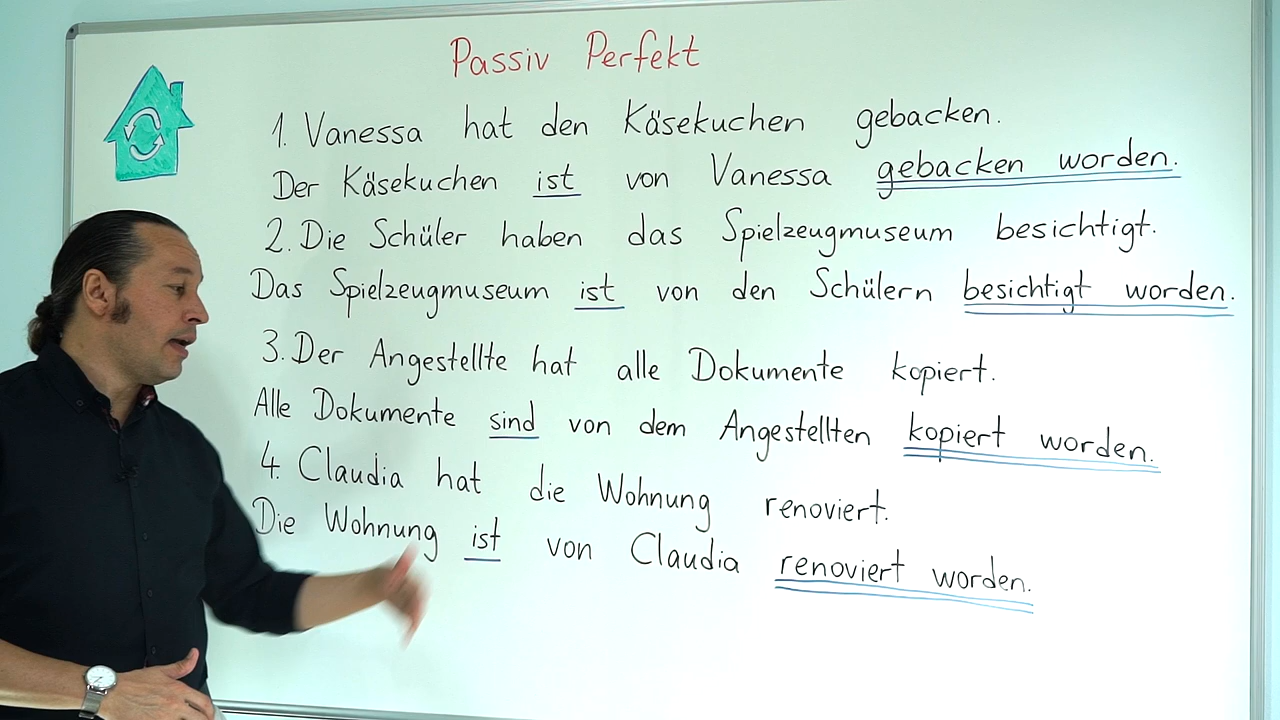 Passiv Perfekt
1. Vanessa hat den Käsekuchen gebacken.
Der Käsekuchen ist von Vanessa gebacken worden.
2. Die Schüler haben das Spielzeugmuseum besichtigt.
Das Spielzeugmuseum ist von den Schülern besichtigt worden.
3. Der Angestellte hat alle Dokumente kopiert.
Alle Dokumente sind von dem Angestellten kopiert worden.
4. Claudia hat die Wohnung renoviert.
Die Wohnung ist von Claudia renoviert worden.